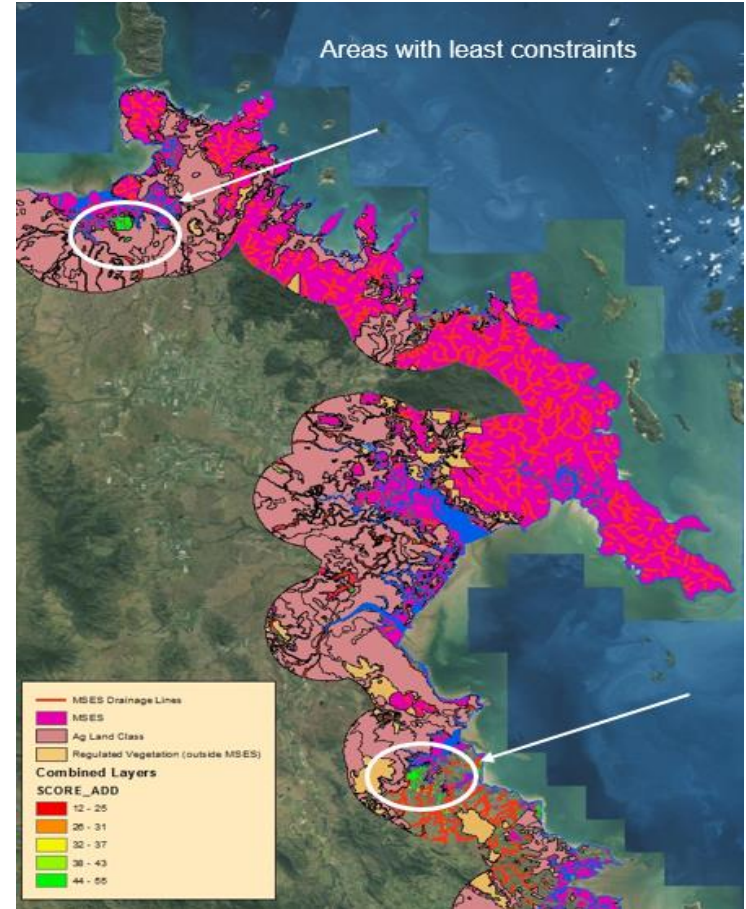 Areas with least constraints
MSES Drainage Lines
MSES
Ag Land Class
Regulated Vegetation (outside MSES)
Combined Layers
SCORE_ADD
12 - 25
26 - 31
32 - 37
38 - 43
44 - 55